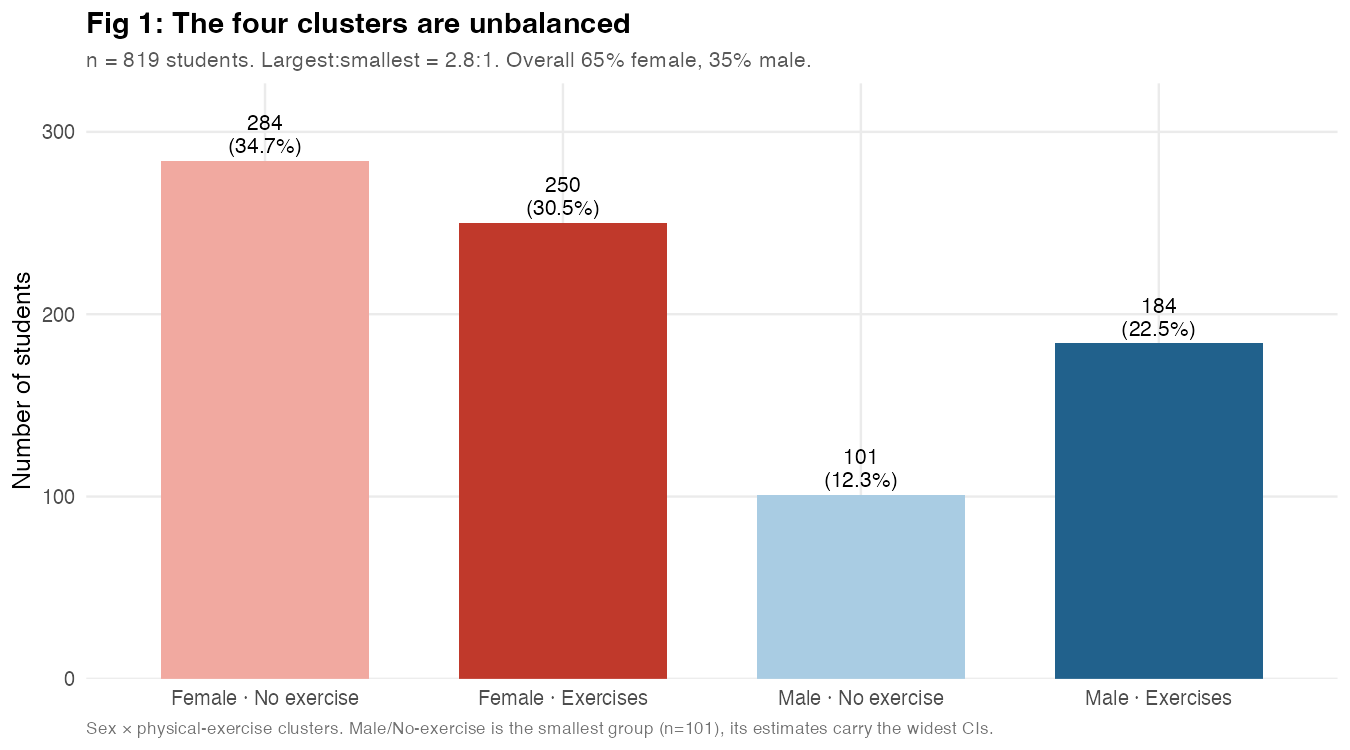 Fig 1: The four clusters are unbalanced
n = 819 students. Largest:smallest = 2.8:1. Overall 65% female, 35% male.
Number of students
300
200
100
0
284
(34.7%)
250
(30.5%)
101
(12.3%)
184
(22.5%)
Female · No exercise
Female · Exercises
Male · No exercise
Male · Exercises
Sex × physical-exercise clusters. Male/No-exercise is the smallest group (n=101), its estimates carry the widest CIs.